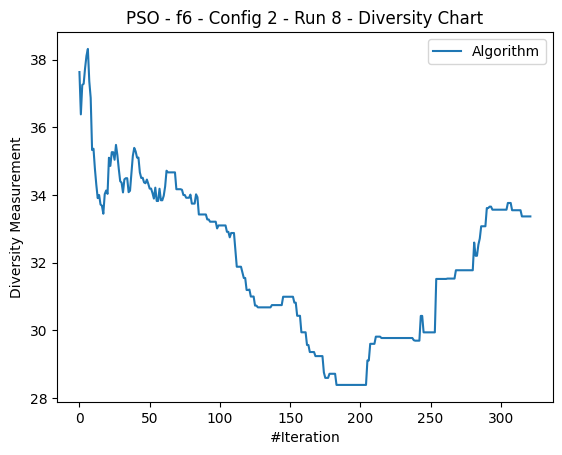 PSO - f6 - Config 2 - Run 8 - Diversity Chart
Algorithm
Diversity Measurement
38
36
34
32
30
28
0 50 100 150 200 250 300
#Iteration